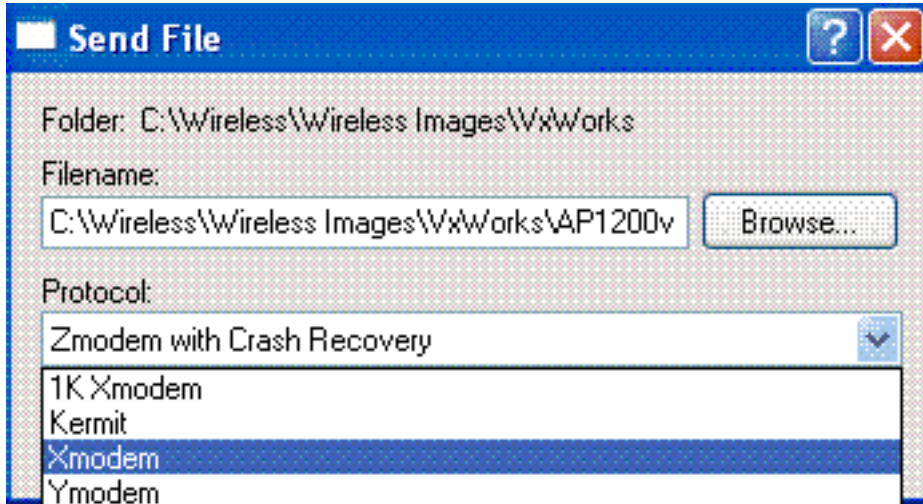 Send File
Folder: C:\Wireless\Wireless Images\VxWorks
Filename:
C:\Wireless\Wireless Images\VxWorks\AP1200v
Browse...
Protocol:
Zmodem with Crash Recovery
1K Xmodem
Kermit
Xmodem
Ymodem